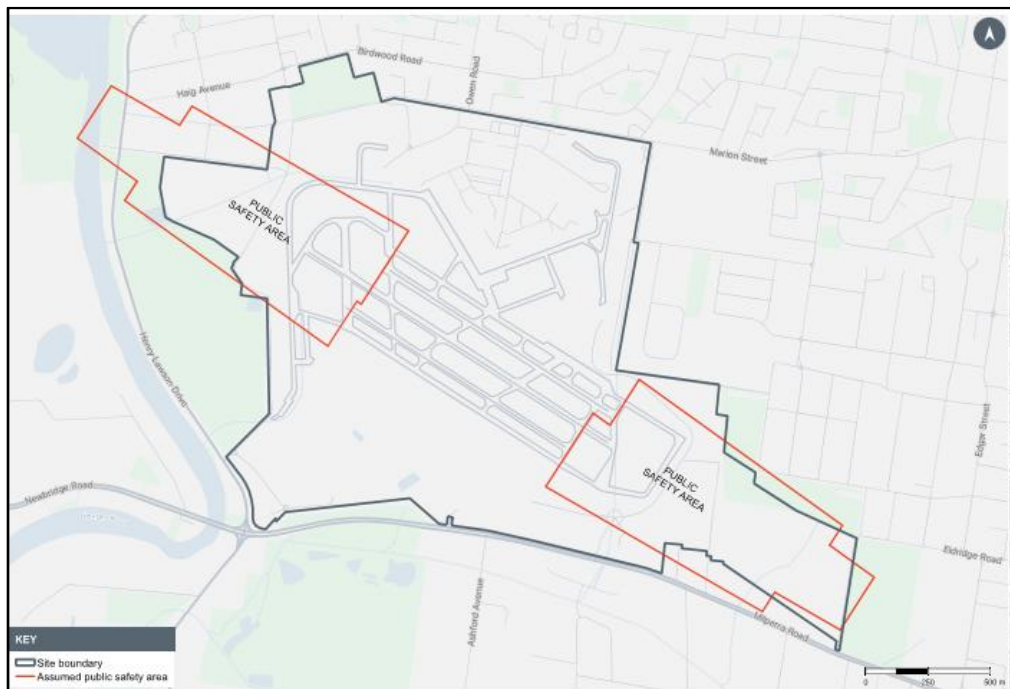 Birdwood Road
Owen Road
Haig Avenue
Marion Street
PUBLIC
SAFETY AREA
Henry Lawson Drive
Edgar Street
PUBLIC
SAFETY AREA
Newbridge Road
Eldridge Road
Ashford Avenue
Milperra Road
KEY
Site boundary
Assumed public safety area
0
250
500 m